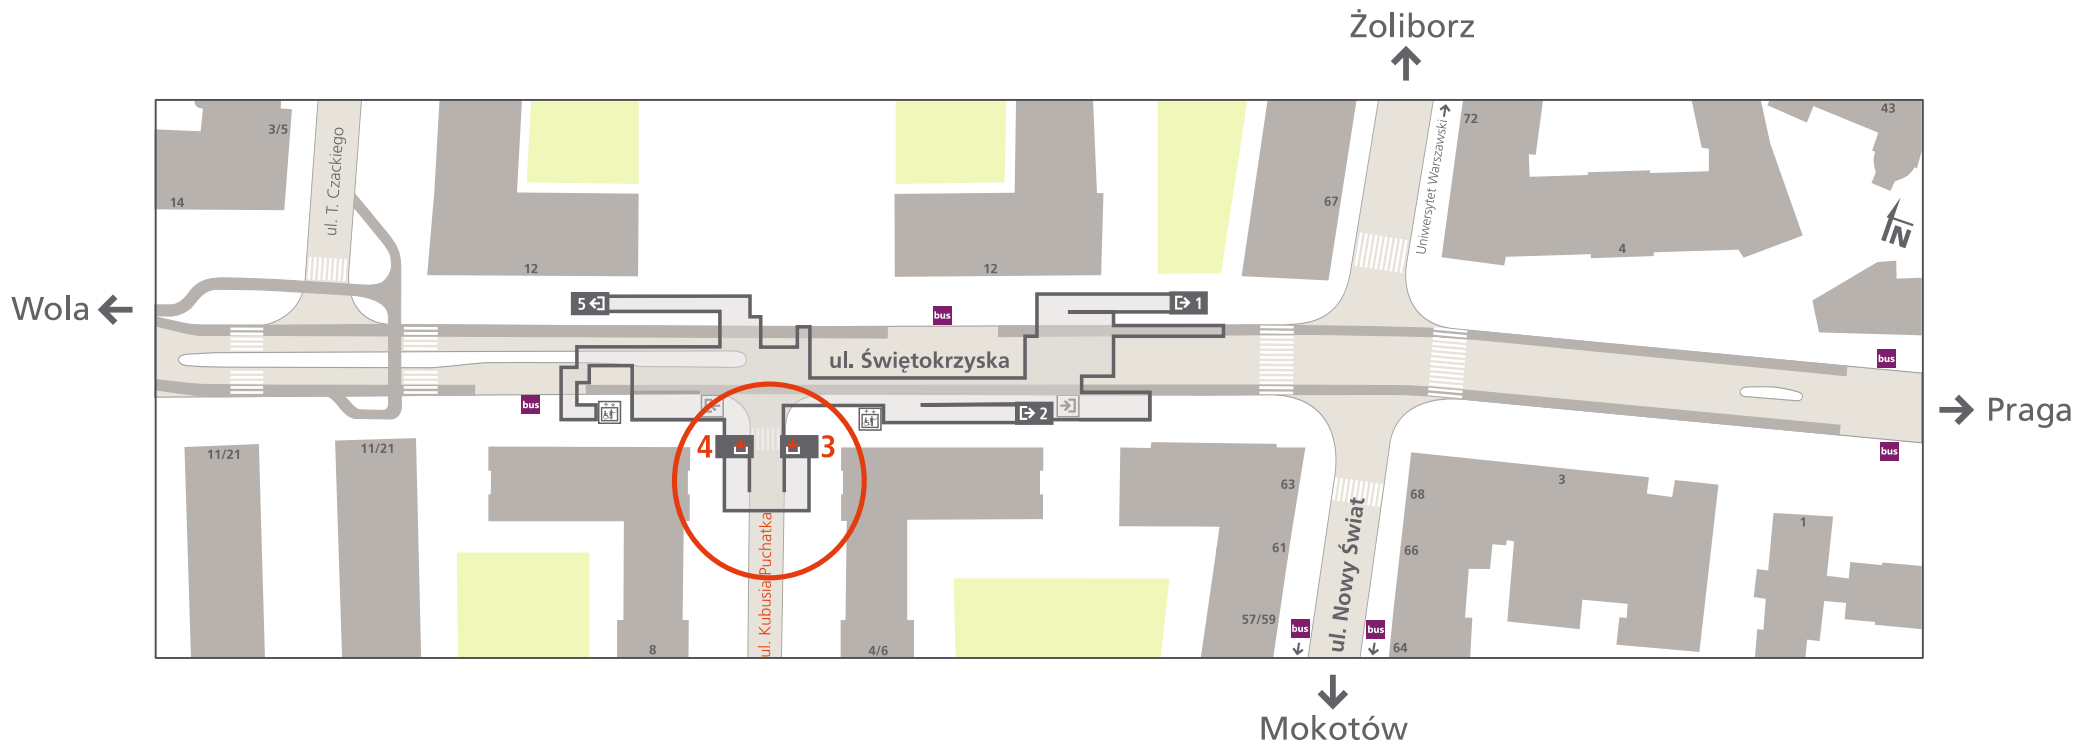 Żoliborz
43
3/5
72
ul. T. Czackiego
Uniwersytet Warszawski
14
67
N
4
12
12
Wola
5
1
bus
ul. Świętokrzyska
bus
bus
2
Praga
4
3
11/21
11/21
bus
63
68
3
1
ul. Kubusia Puchatka
ul. Nowy Świat
61
66
57/59
bus
bus
8
4/6
64
Mokotów